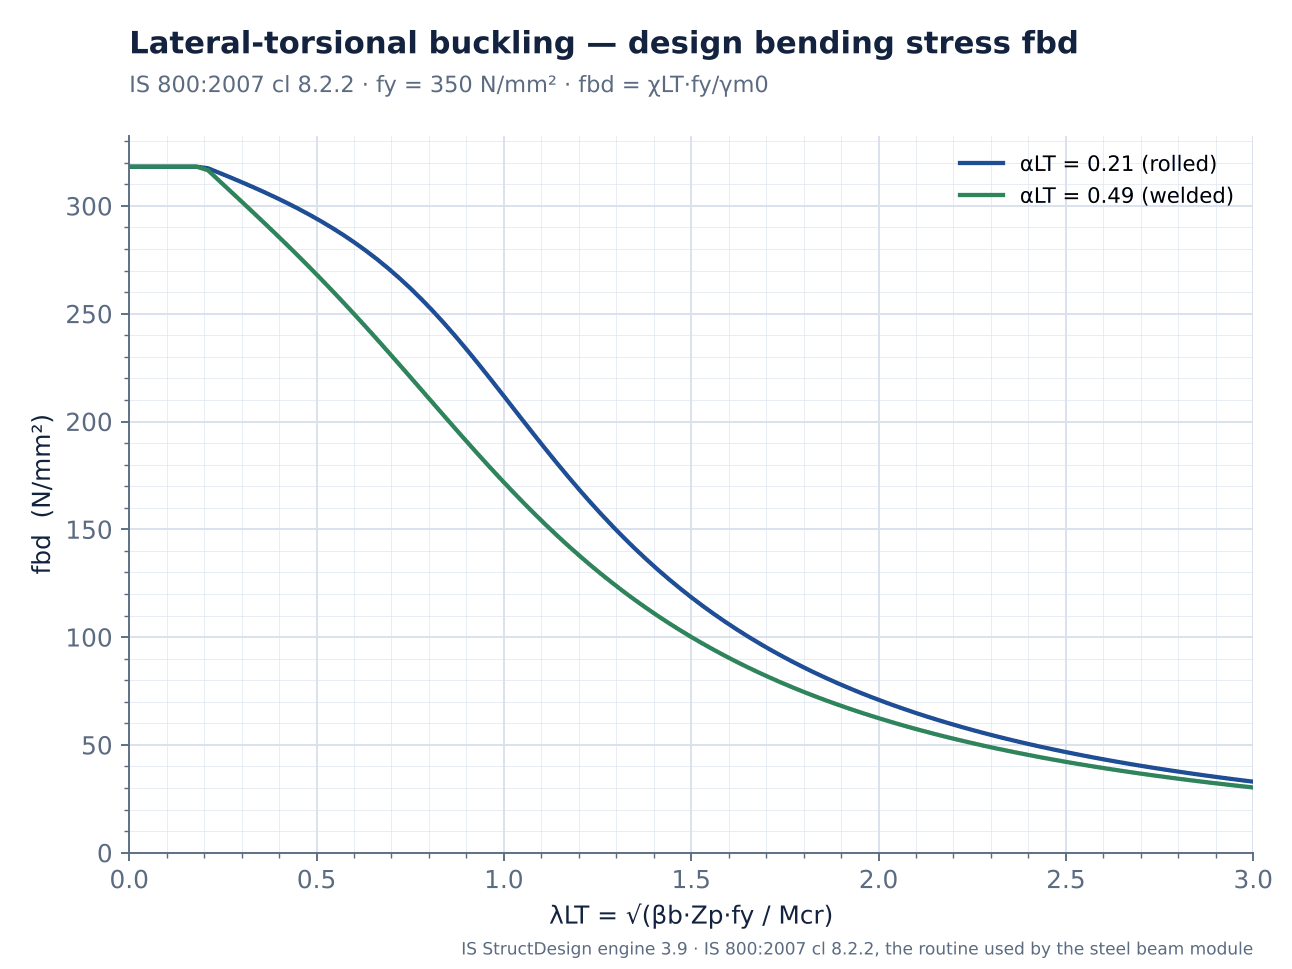 Lateral-torsional buckling — design bending stress fbd
IS 800:2007 cl 8.2.2 · fy = 350 N/mm² · fbd = χLT·fy/γm0
αLT = 0.21 (rolled)
αLT = 0.49 (welded)
fbd (N/mm²)
300
250
200
150
100
50
0
0.0 0.5 1.0 1.5 2.0 2.5 3.0
λLT = √(βb·Zp·fy / Mcr)
IS StructDesign engine 3.9 · IS 800:2007 cl 8.2.2, the routine used by the steel beam module